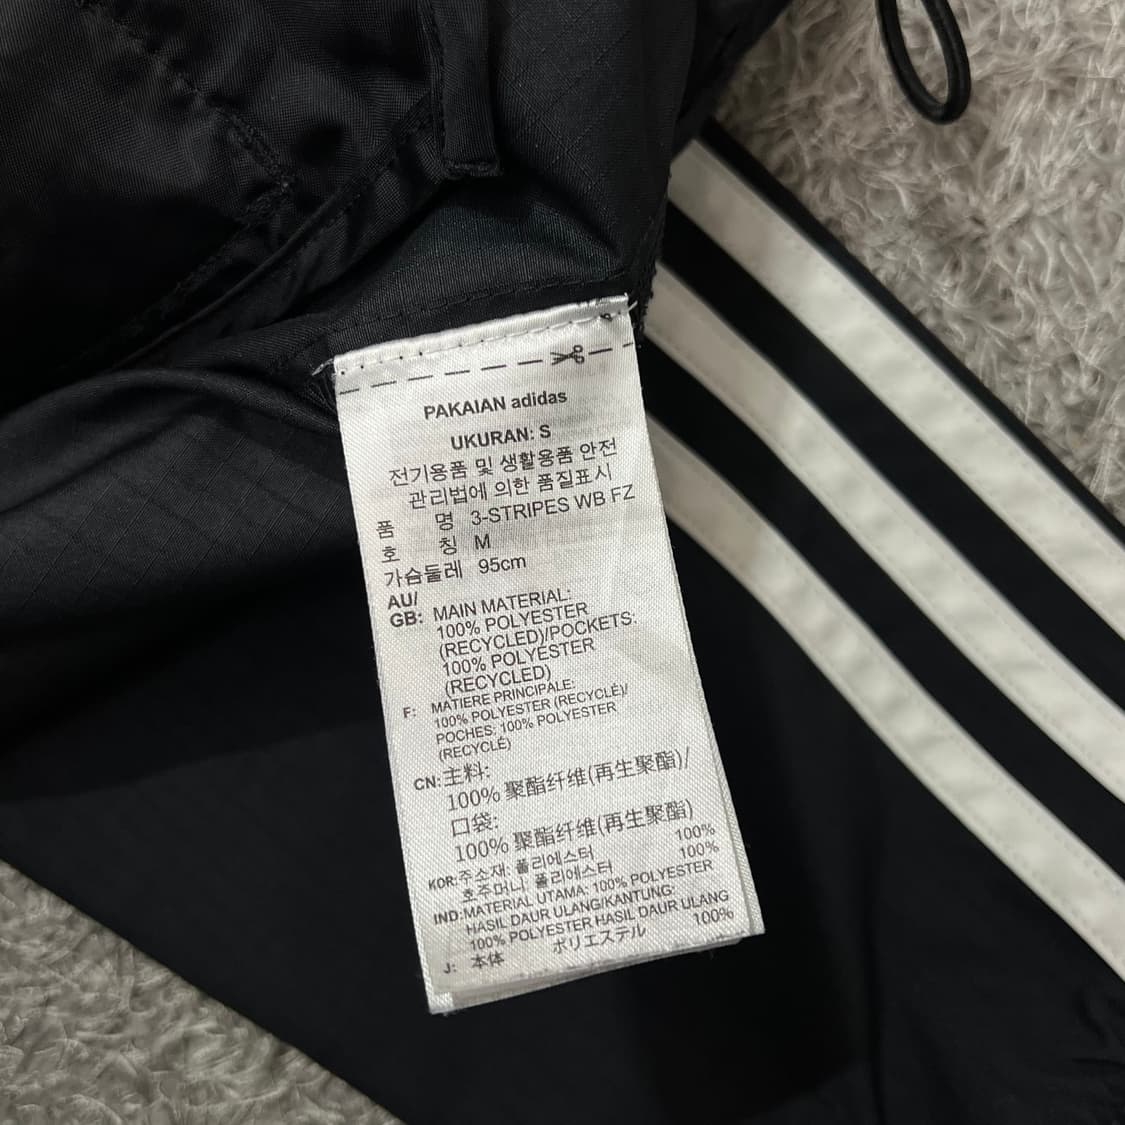 PAKAIAN adidas
UKURAN: S
전기용품 및 생활용품 안전
관리법에 의한 품질표시
품 명 3-STRIPES WB FZ
호 칭 M
가슴둘레 95cm
AU/
GB: MAIN MATERIAL:
100% POLYESTER
(RECYCLED)/POCKETS:
100% POLYESTER
(RECYCLED)
F: MATIERE PRINCIPALE:
100% POLYESTER (RECYCLÉ)/
POCHES: 100% POLYESTER
(RECYCLÉ)
CN: 主料:
100% 聚酯纤维(再生聚酯)/
口袋:
100% 聚酯纤维(再生聚酯)
KOR: 주소재: 폴리에스터 100%
호주머니: 폴리에스터 100%
IND: MATERIAL UTAMA: 100% POLYESTER
HASIL DAUR ULANG/KANTUNG:
100% POLYESTER HASIL DAUR ULANG
J: 本体 ポリエステル 100%